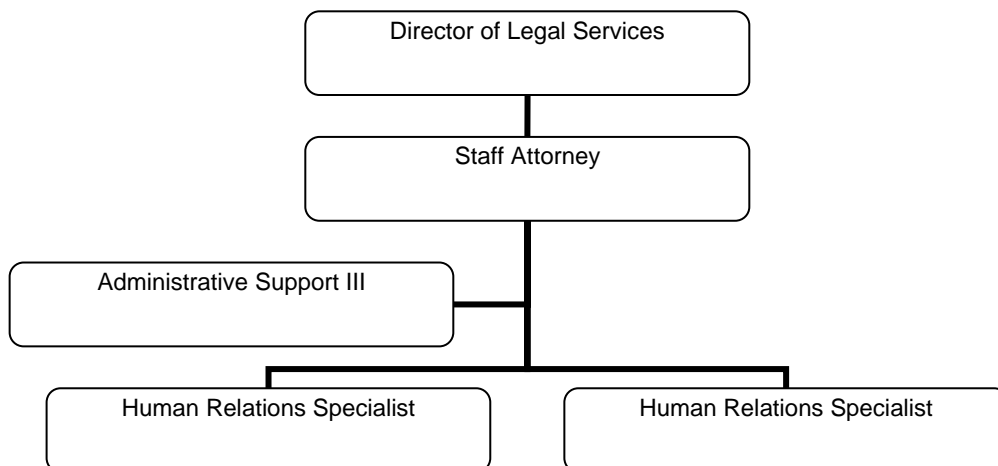 Director of Legal Services
Staff Attorney
Administrative Support III
Human Relations Specialist
Human Relations Specialist